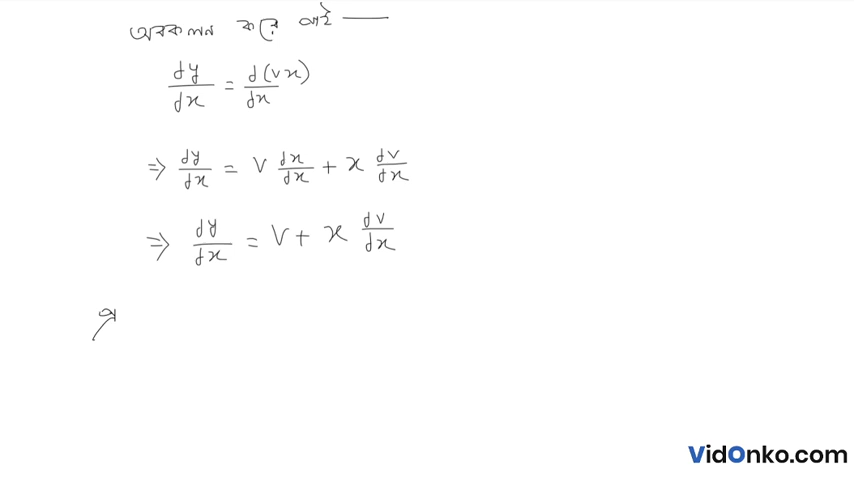 অবকলন করে পাই —
dy/dx = d(vx)/dx
⇒ dy/dx = v dx/dx + x dv/dx
⇒ dy/dx = v + x dv/dx
VidOnko.com